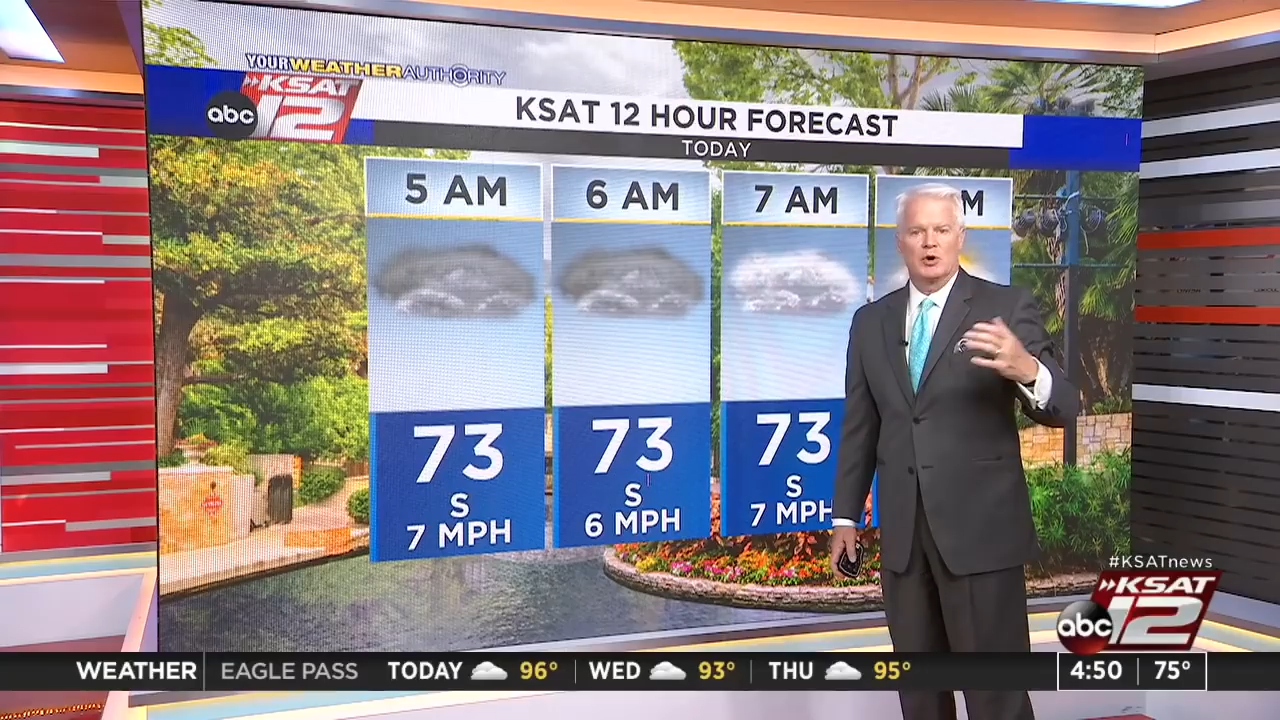 YOUR WEATHER AUTHORITY
KSAT
abc 12
KSAT 12 HOUR FORECAST
TODAY
5 AM
6 AM
7 AM
M
73
S
7 MPH
73
S
6 MPH
73
S
7 MPH
#KSATnews
KSAT
abc 12
WEATHER EAGLE PASS TODAY 96° WED 93° THU 95° 4:50 75°